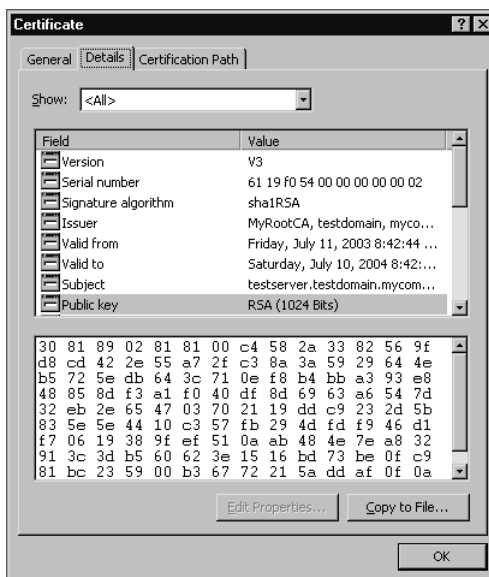 Certificate
General Details Certification Path
Show: <All>
Field Value
Version V3
Serial number 61 19 f0 54 00 00 00 00 00 02
Signature algorithm sha1RSA
Issuer MyRootCA, testdomain, myco...
Valid from Friday, July 11, 2003 8:42:44 ...
Valid to Saturday, July 10, 2004 8:42:...
Subject testserver.testdomain.mycom...
Public key RSA (1024 Bits)
30 81 89 02 81 81 00 c4 58 2a 33 82 56 9f
d8 cd 42 2e 55 a7 2f c3 8a 3a 59 29 64 4e
b5 72 5e db 64 3c 71 0e f8 b4 bb a3 93 e8
48 85 8d f3 a1 f0 40 df 8d 69 63 a6 54 7d
32 eb 2e 65 47 03 70 21 19 dd c9 23 2d 5b
83 5e 5e 44 10 c3 57 fb 29 4d fd f9 46 d1
f7 06 19 38 9f ef 51 0a ab 48 4e 7e a8 32
91 3c 3d b5 60 62 3e 15 16 bd 73 be 0f c9
81 bc 23 59 00 b3 67 72 21 5a dd af 0f 0a
Edit Properties... Copy to File...
OK